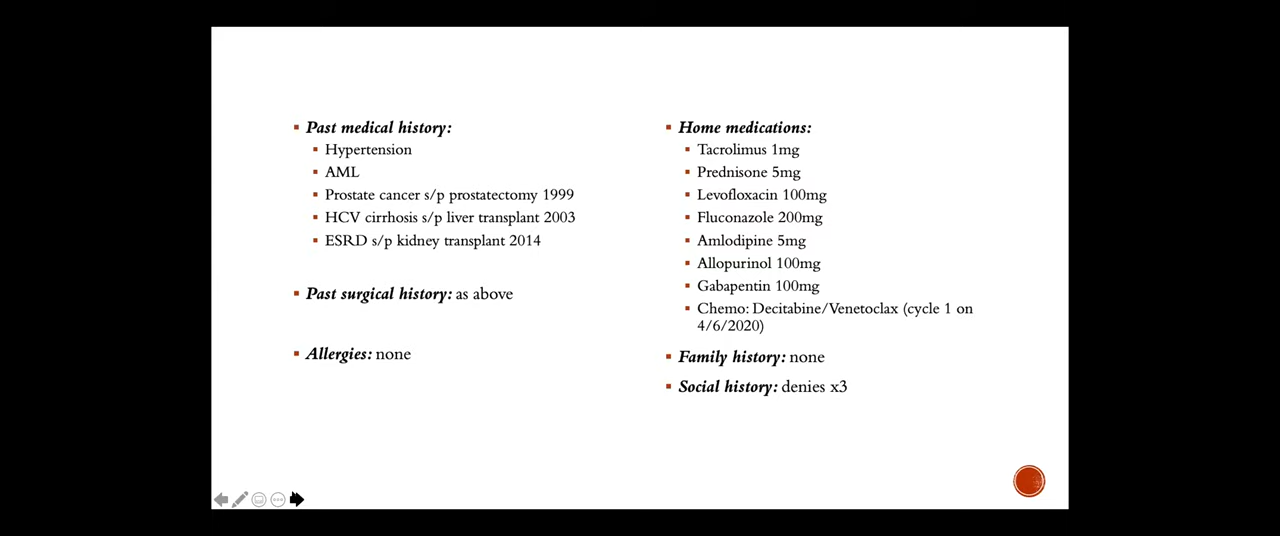 Past medical history:
Hypertension
AML
Prostate cancer s/p prostatectomy 1999
HCV cirrhosis s/p liver transplant 2003
ESRD s/p kidney transplant 2014
Past surgical history: as above
Allergies: none
Home medications:
Tacrolimus 1mg
Prednisone 5mg
Levofloxacin 100mg
Fluconazole 200mg
Amlodipine 5mg
Allopurinol 100mg
Gabapentin 100mg
Chemo: Decitabine/Venetoclax (cycle 1 on
4/6/2020)
Family history: none
Social history: denies x3